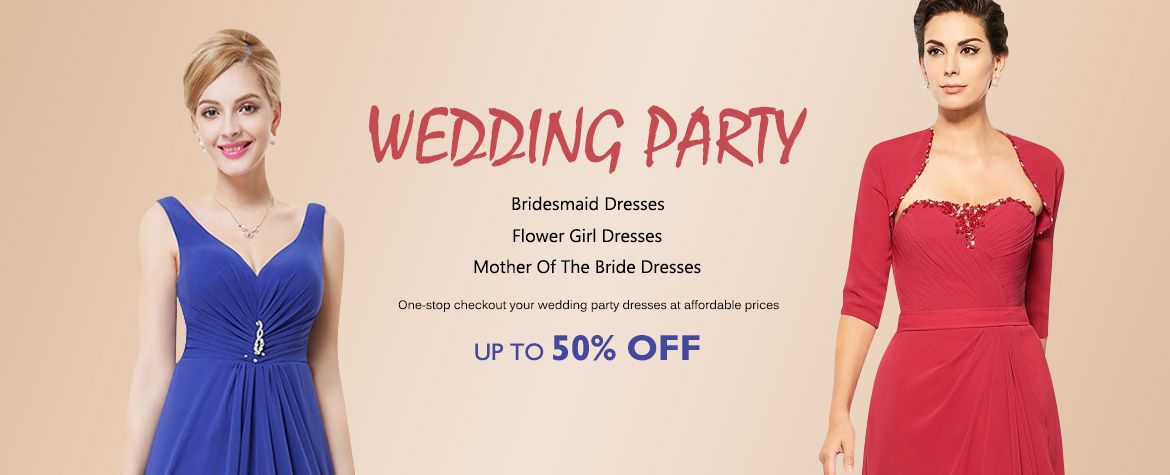 WEDDING PARTY
Bridesmaid Dresses
Flower Girl Dresses
Mother Of The Bride Dresses
One-stop checkout your wedding party dresses at affordable prices
UP TO 50% OFF